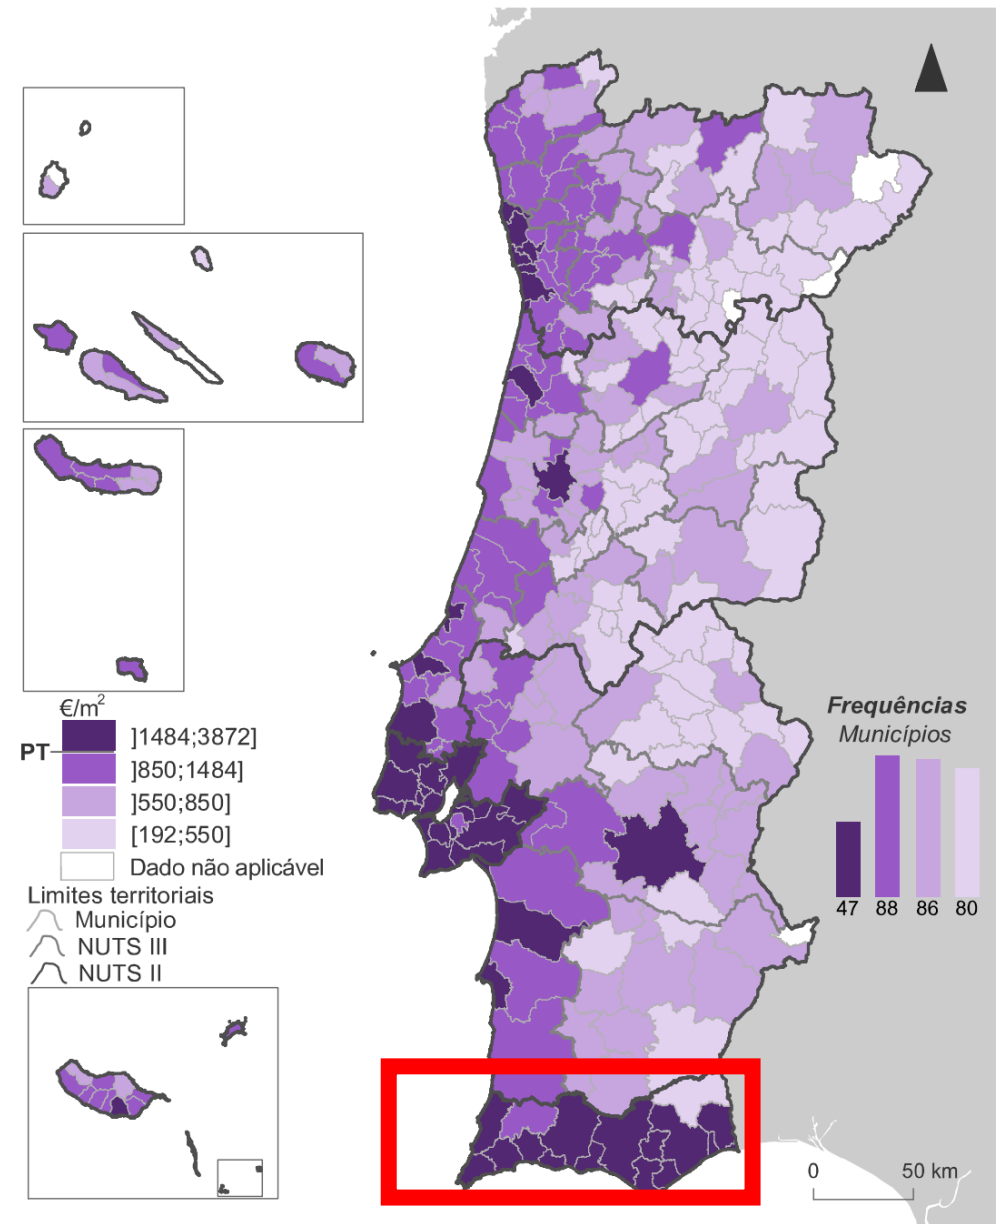 €/m²
PT
]1484;3872]
]850;1484]
]550;850]
[192;550]
Dado não aplicável
Limites territoriais
Município
NUTS III
NUTS II
Frequências
Municípios
47 88 86 80
0 50 km